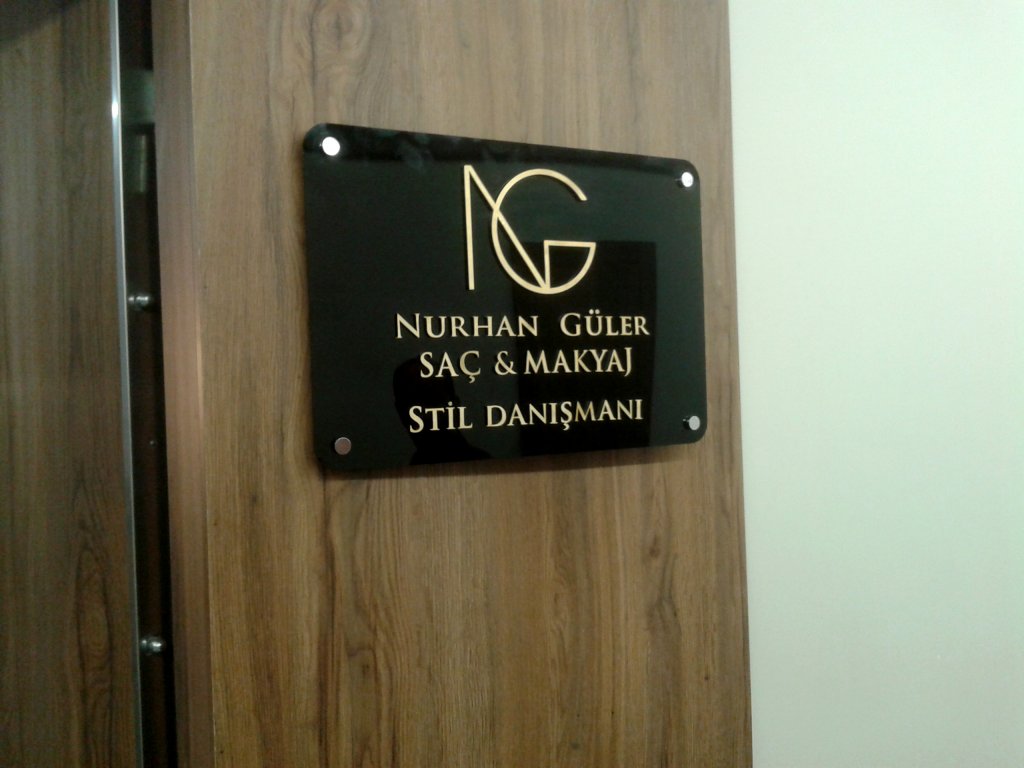 NG
NURHAN GÜLER
SAÇ & MAKYAJ
STİL DANIŞMANI